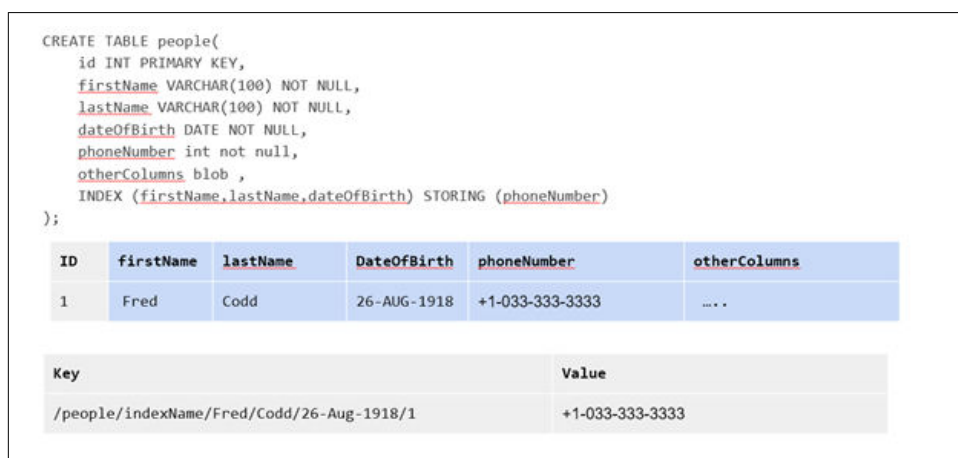 CREATE TABLE people(
id INT PRIMARY KEY,
firstName VARCHAR(100) NOT NULL,
lastName VARCHAR(100) NOT NULL,
dateOfBirth DATE NOT NULL,
phoneNumber int not null,
otherColumns blob ,
INDEX (firstName,lastName,dateOfBirth) STORING (phoneNumber)
);
ID firstName lastName DateOfBirth phoneNumber otherColumns
1 Fred Codd 26-AUG-1918 +1-033-333-3333 …..
Key Value
/people/indexName/Fred/Codd/26-Aug-1918/1 +1-033-333-3333